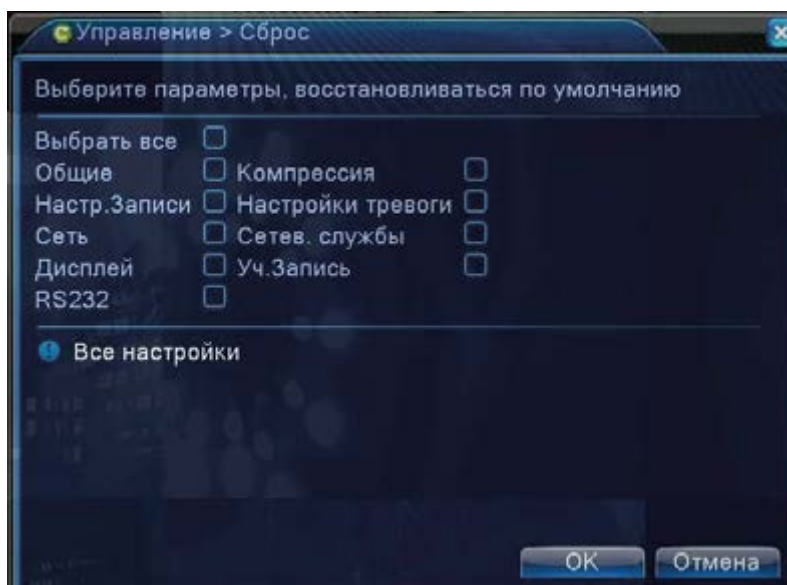 Управление > Сброс
Выберите параметры, восстановливаться по умолчанию
Выбрать все
Общие Компрессия
Настр.Записи Настройки тревоги
Сеть Сетев. службы
Дисплей Уч.Запись
RS232
Все настройки
OK Отмена